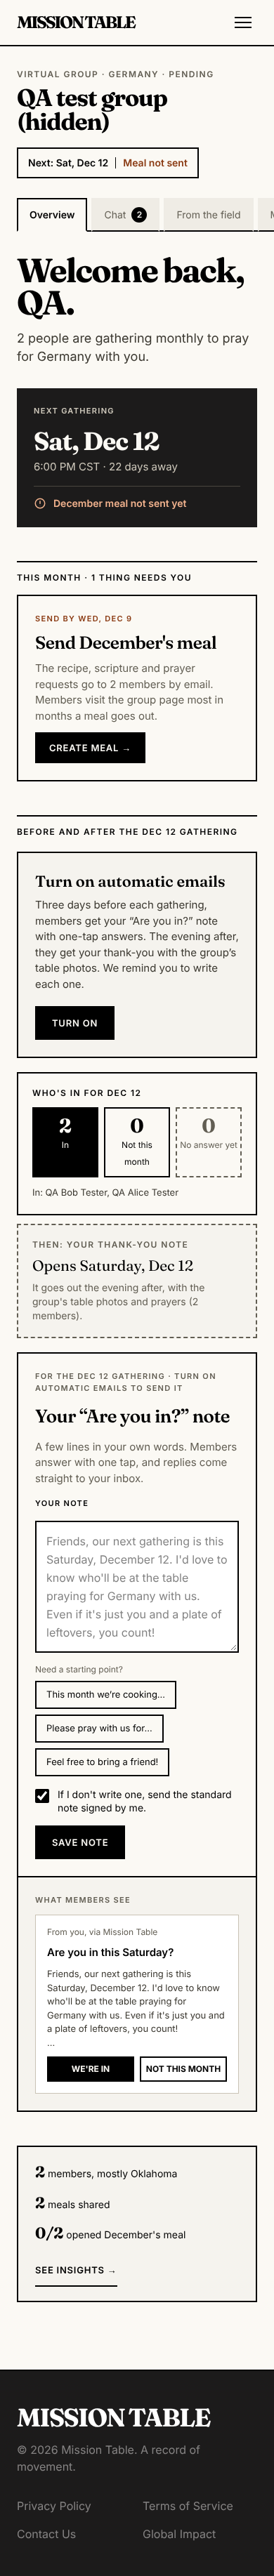 MISSION TABLE
VIRTUAL GROUP · GERMANY · PENDING
QA test group
(hidden)
Next: Sat, Dec 12 | Meal not sent
Overview
Chat 2
From the field
Welcome back,
QA.
2 people are gathering monthly to pray
for Germany with you.
NEXT GATHERING
Sat, Dec 12
6:00 PM CST · 22 days away
December meal not sent yet
THIS MONTH · 1 THING NEEDS YOU
SEND BY WED, DEC 9
Send December's meal
The recipe, scripture and prayer
requests go to 2 members by email.
Members visit the group page most in
months a meal goes out.
CREATE MEAL →
BEFORE AND AFTER THE DEC 12 GATHERING
Turn on automatic emails
Three days before each gathering,
members get your “Are you in?” note
with one-tap answers. The evening after,
they get your thank-you with the group’s
table photos. We remind you to write
each one.
TURN ON
WHO'S IN FOR DEC 12
2
In
0
Not this
month
0
No answer yet
In: QA Bob Tester, QA Alice Tester
THEN: YOUR THANK-YOU NOTE
Opens Saturday, Dec 12
It goes out the evening after, with the
group's table photos and prayers (2
members).
FOR THE DEC 12 GATHERING · TURN ON
AUTOMATIC EMAILS TO SEND IT
Your “Are you in?” note
A few lines in your own words. Members
answer with one tap, and replies come
straight to your inbox.
YOUR NOTE
Friends, our next gathering is this
Saturday, December 12. I'd love to
know who'll be at the table
praying for Germany with us.
Even if it's just you and a plate of
leftovers, you count!
Need a starting point?
This month we're cooking…
Please pray with us for…
Feel free to bring a friend!
If I don't write one, send the standard
note signed by me.
SAVE NOTE
WHAT MEMBERS SEE
From you, via Mission Table
Are you in this Saturday?
Friends, our next gathering is this
Saturday, December 12. I'd love to know
who'll be at the table praying for
Germany with us. Even if it's just you and
a plate of leftovers, you count!
...
WE'RE IN
NOT THIS MONTH
2 members, mostly Oklahoma
2 meals shared
0/2 opened December's meal
SEE INSIGHTS →
MISSION TABLE
© 2026 Mission Table. A record of
movement.
Privacy Policy
Terms of Service
Contact Us
Global Impact